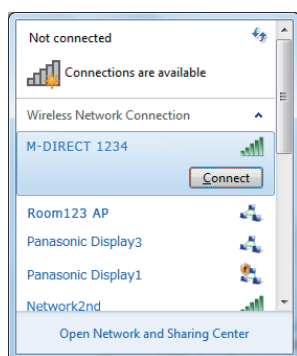 Not connected
Connections are available
Wireless Network Connection
M-DIRECT 1234
Connect
Room123 AP
Panasonic Display3
Panasonic Display1
Network2nd
Open Network and Sharing Center